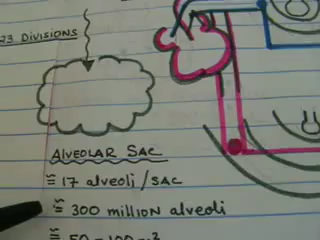 23 DIVISIONS
ALVEOLAR SAC
≅ 17 alveoli/SAC
≅ 300 MILLION alveoli